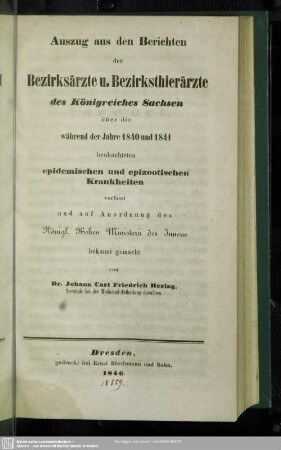 Auszug aus den Berichten
der
Bezirksärzte u. Bezirksthierärzte
des Königreiches Sachsen
über die
während der Jahre 1840 und 1841
beobachteten
epidemischen und epizootischen
Krankheiten
verfasst
und auf Anordnung des
Königl. Hohen Ministerii des Innern
bekannt gemacht
von
Dr. Johann Carl Friedrich Hering,
Dresden,
gedruckt bei Ernst Blochmann und Sohn.
1846.